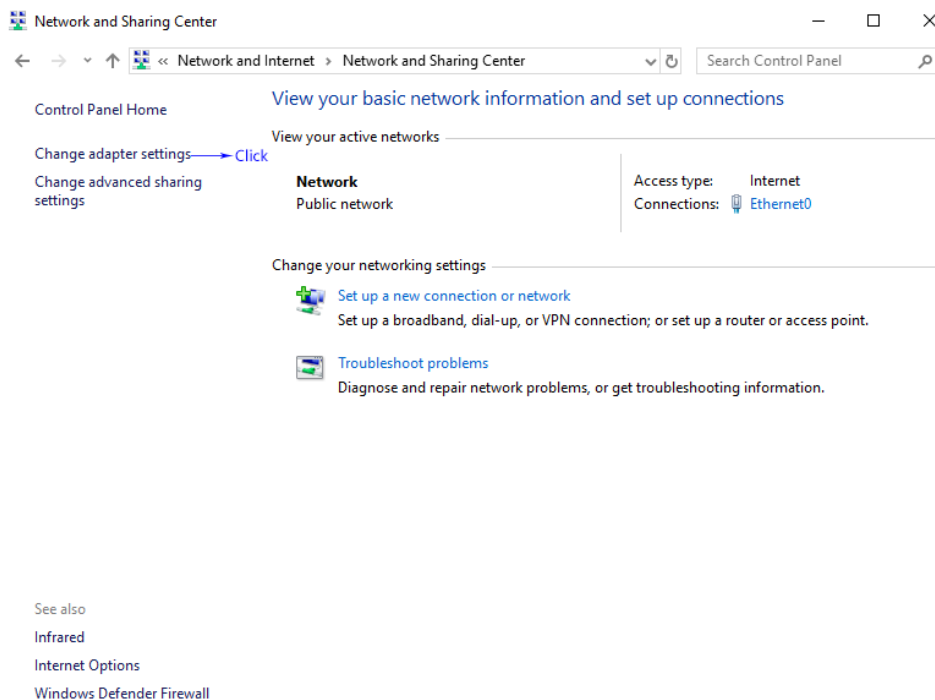 Network and Sharing Center
« Network and Internet › Network and Sharing Center
Search Control Panel
Control Panel Home
Change adapter settings
Click
Change advanced sharing
settings
View your basic network information and set up connections
View your active networks
Network
Public network
Access type: Internet
Connections: Ethernet0
Change your networking settings
Set up a new connection or network
Set up a broadband, dial-up, or VPN connection; or set up a router or access point.
Troubleshoot problems
Diagnose and repair network problems, or get troubleshooting information.
See also
Infrared
Internet Options
Windows Defender Firewall